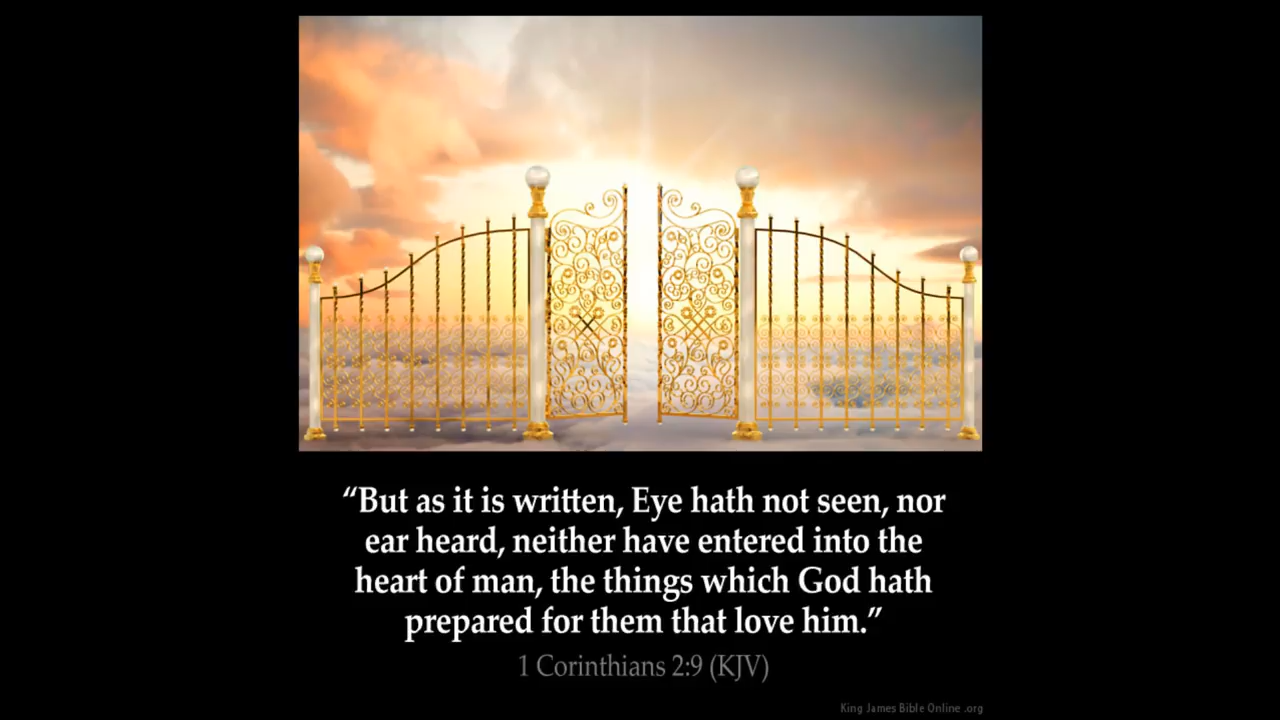 “But as it is written, Eye hath not seen, nor
ear heard, neither have entered into the
heart of man, the things which God hath
prepared for them that love him.”
1 Corinthians 2:9 (KJV)
King James Bible Online .org